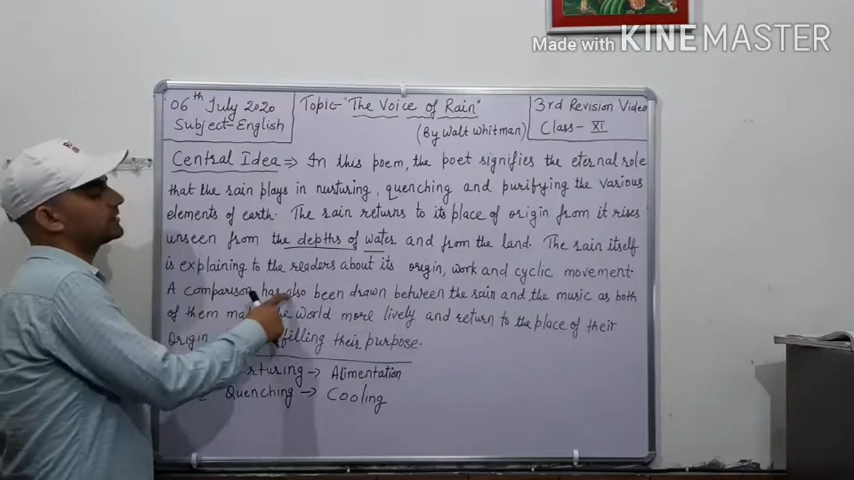 Made with KINEMASTER
06th July 2020
Subject-English
Topic- "The Voice of Rain"
(By Walt Whitman)
3rd Revision Video
Class- XI
Central Idea ⇒ In this poem, the poet signifies the eternal role
that the rain plays in nurturing, quenching and purifying the various
elements of earth. The rain returns to its place of origin from it rises
unseen from the depths of water and from the land. The rain itself
is explaining to the readers about its origin, work and cyclic movement.
A comparison has also been drawn between the rain and the music as both
of them world more lively and return to the place of their
Origin filling their purpose.
rturing → Alimentation
Quenching → Cooling